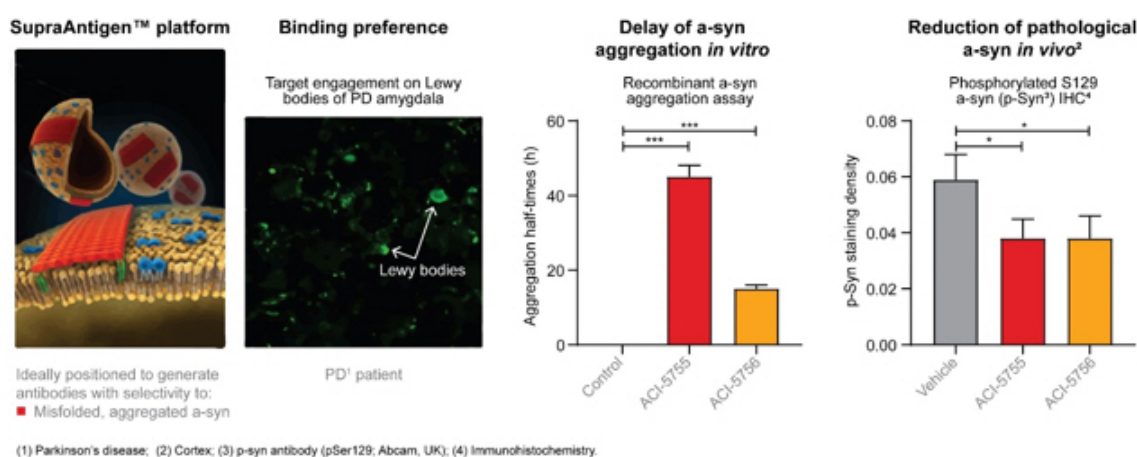 SupraAntigen™ platform
Ideally positioned to generate
antibodies with selectivity to:
Misfolded, aggregated a-syn
Binding preference
Target engagement on Lewy
bodies of PD amygdala
Lewy bodies
PD¹ patient
Delay of a-syn
aggregation in vitro
Recombinant a-syn
aggregation assay
Aggregation half-times (h)
60
40
20
0
***
***
Control
ACI-5755
ACI-5756
Reduction of pathological
a-syn in vivo²
Phosphorylated S129
a-syn (p-Syn³) IHC⁴
p-Syn staining density
0.08
0.06
0.04
0.02
0.00
*
*
Vehicle
ACI-5755
ACI-5756
(1) Parkinson's disease; (2) Cortex; (3) p-syn antibody (pSer129; Abcam, UK); (4) Immunohistochemistry.